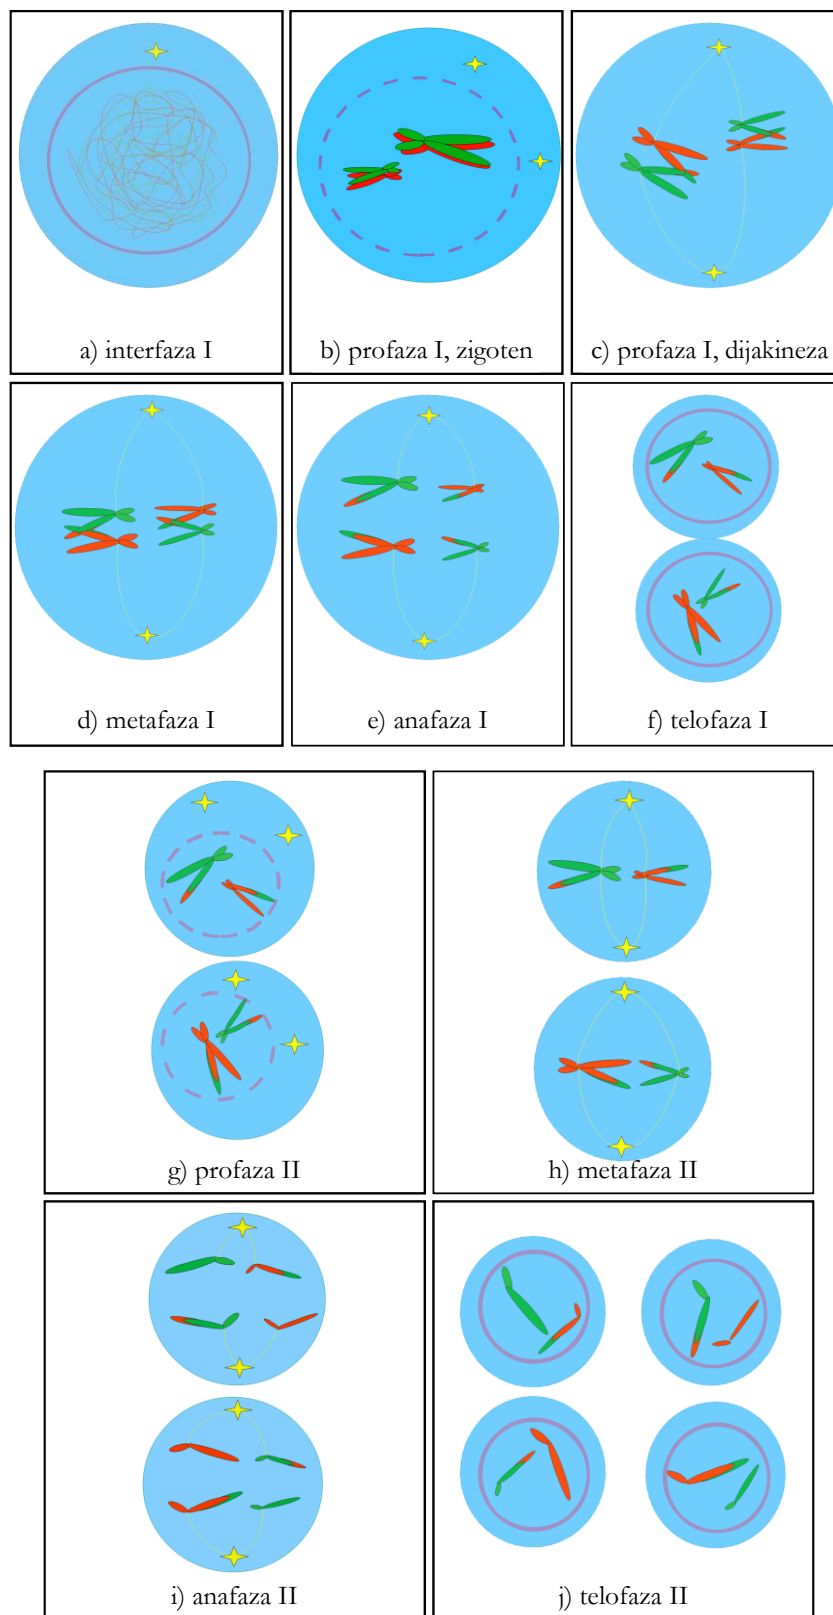 a) interfaza I
b) profaza I, zigoten
c) profaza I, dijakineza
d) metafaza I
e) anafaza I
f) telofaza I
g) profaza II
h) metafaza II
i) anafaza II
j) telofaza II